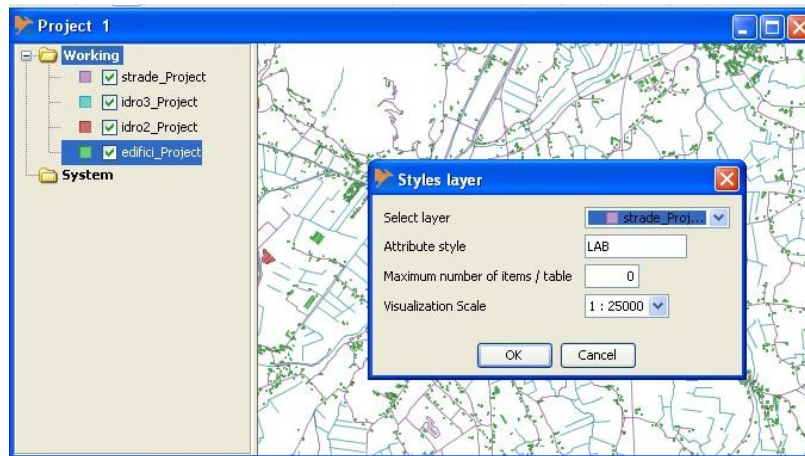 Project 1
Working
strade_Project
idro3_Project
idro2_Project
edifici_Project
System
Styles layer
Select layer
strade_Proj...
Attribute style
LAB
Maximum number of items / table
0
Visualization Scale
1 : 25000
OK
Cancel